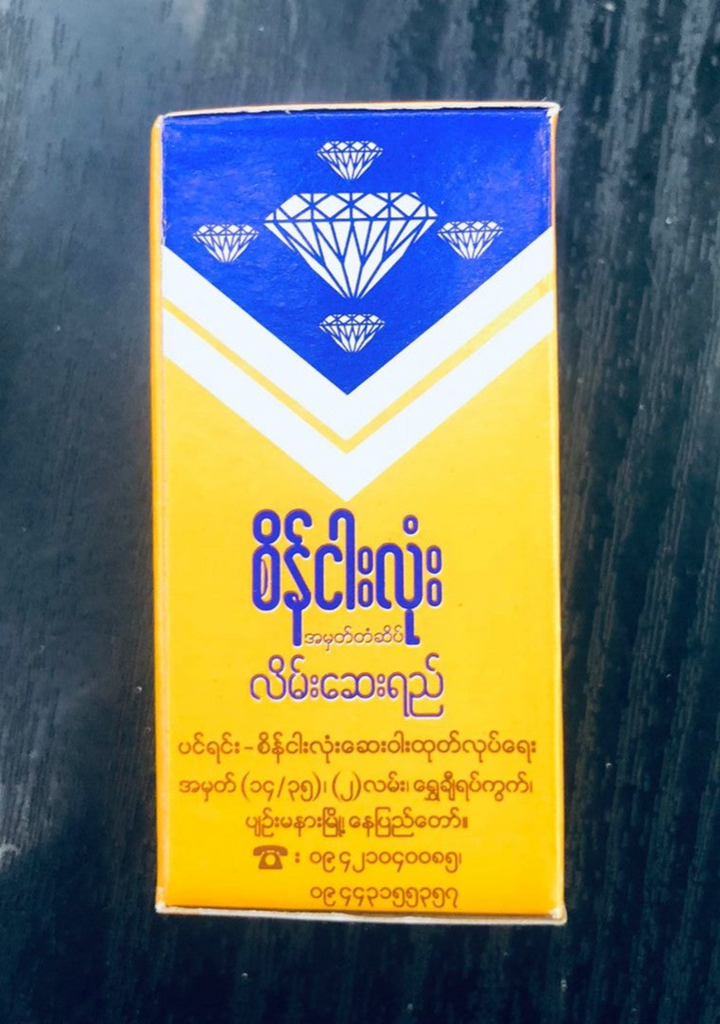 စိန်ငါးလုံး
အမှတ်တံဆိပ်
လိမ်းဆေးရည်
ပင်ရင်း - စိန်ငါးလုံးဆေးဝါးထုတ်လုပ်ရေး
အမှတ် (၁၄/၃၅)၊ (၂)လမ်း၊ ရွှေချီရပ်ကွက်၊
ပျဉ်းမနားမြို့၊ နေပြည်တော်။
☎ : ၀၉ ၄၂၁၀၄၀၀၈၅၊
၀၉ ၄၄၃၁၅၅၃၅၇